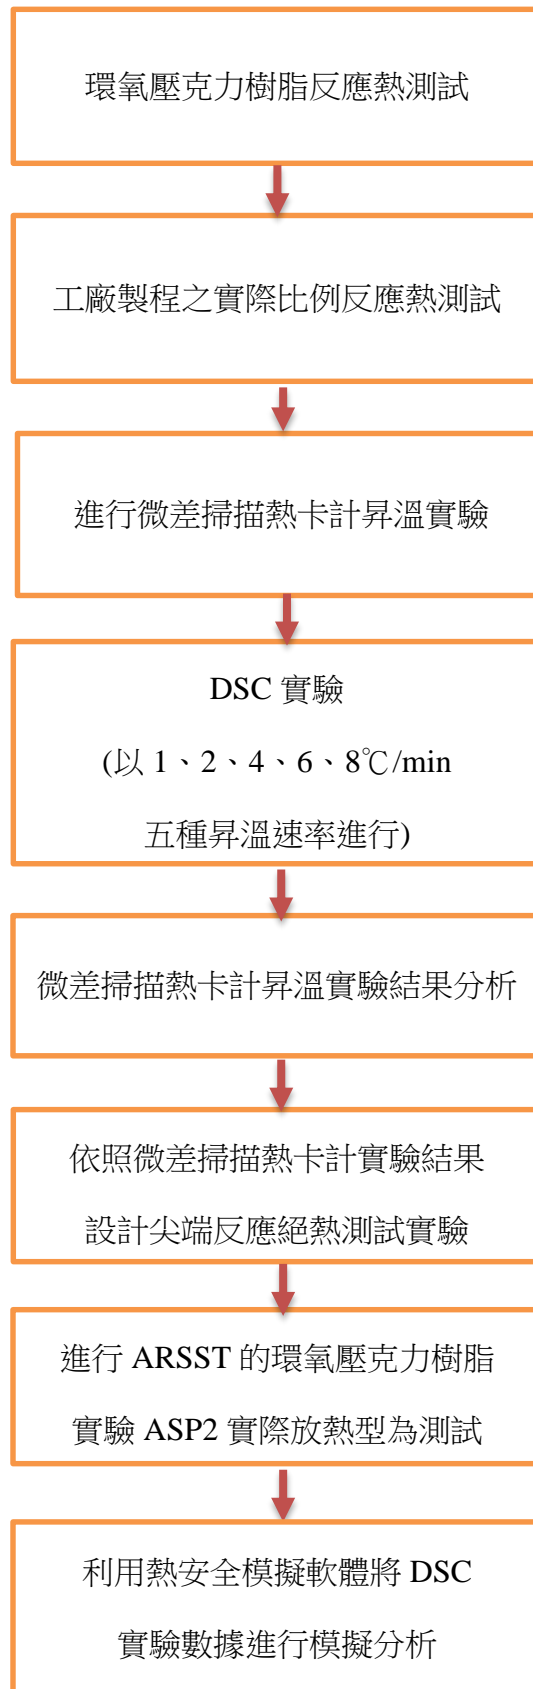 環氧壓克力樹脂反應熱測試
工廠製程之實際比例反應熱測試
進行微差掃描熱卡計昇溫實驗
DSC 實驗
(以 1、2、4、6、8℃/min
五種昇溫速率進行)
微差掃描熱卡計昇溫實驗結果分析
依照微差掃描熱卡計實驗結果
設計尖端反應絕熱測試實驗
進行 ARSST 的環氧壓克力樹脂
實驗 ASP2 實際放熱型為測試
利用熱安全模擬軟體將 DSC
實驗數據進行模擬分析